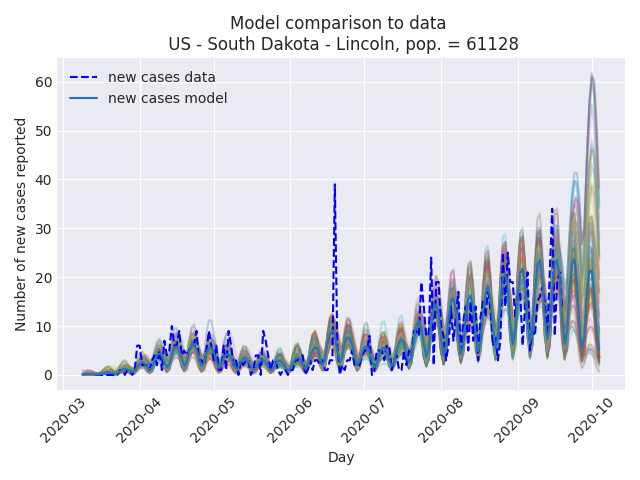 Model comparison to data
US - South Dakota - Lincoln, pop. = 61128
new cases data
new cases model
Number of new cases reported
60
50
40
30
20
10
0
2020-03
2020-04
2020-05
2020-06
2020-07
2020-08
2020-09
2020-10
Day